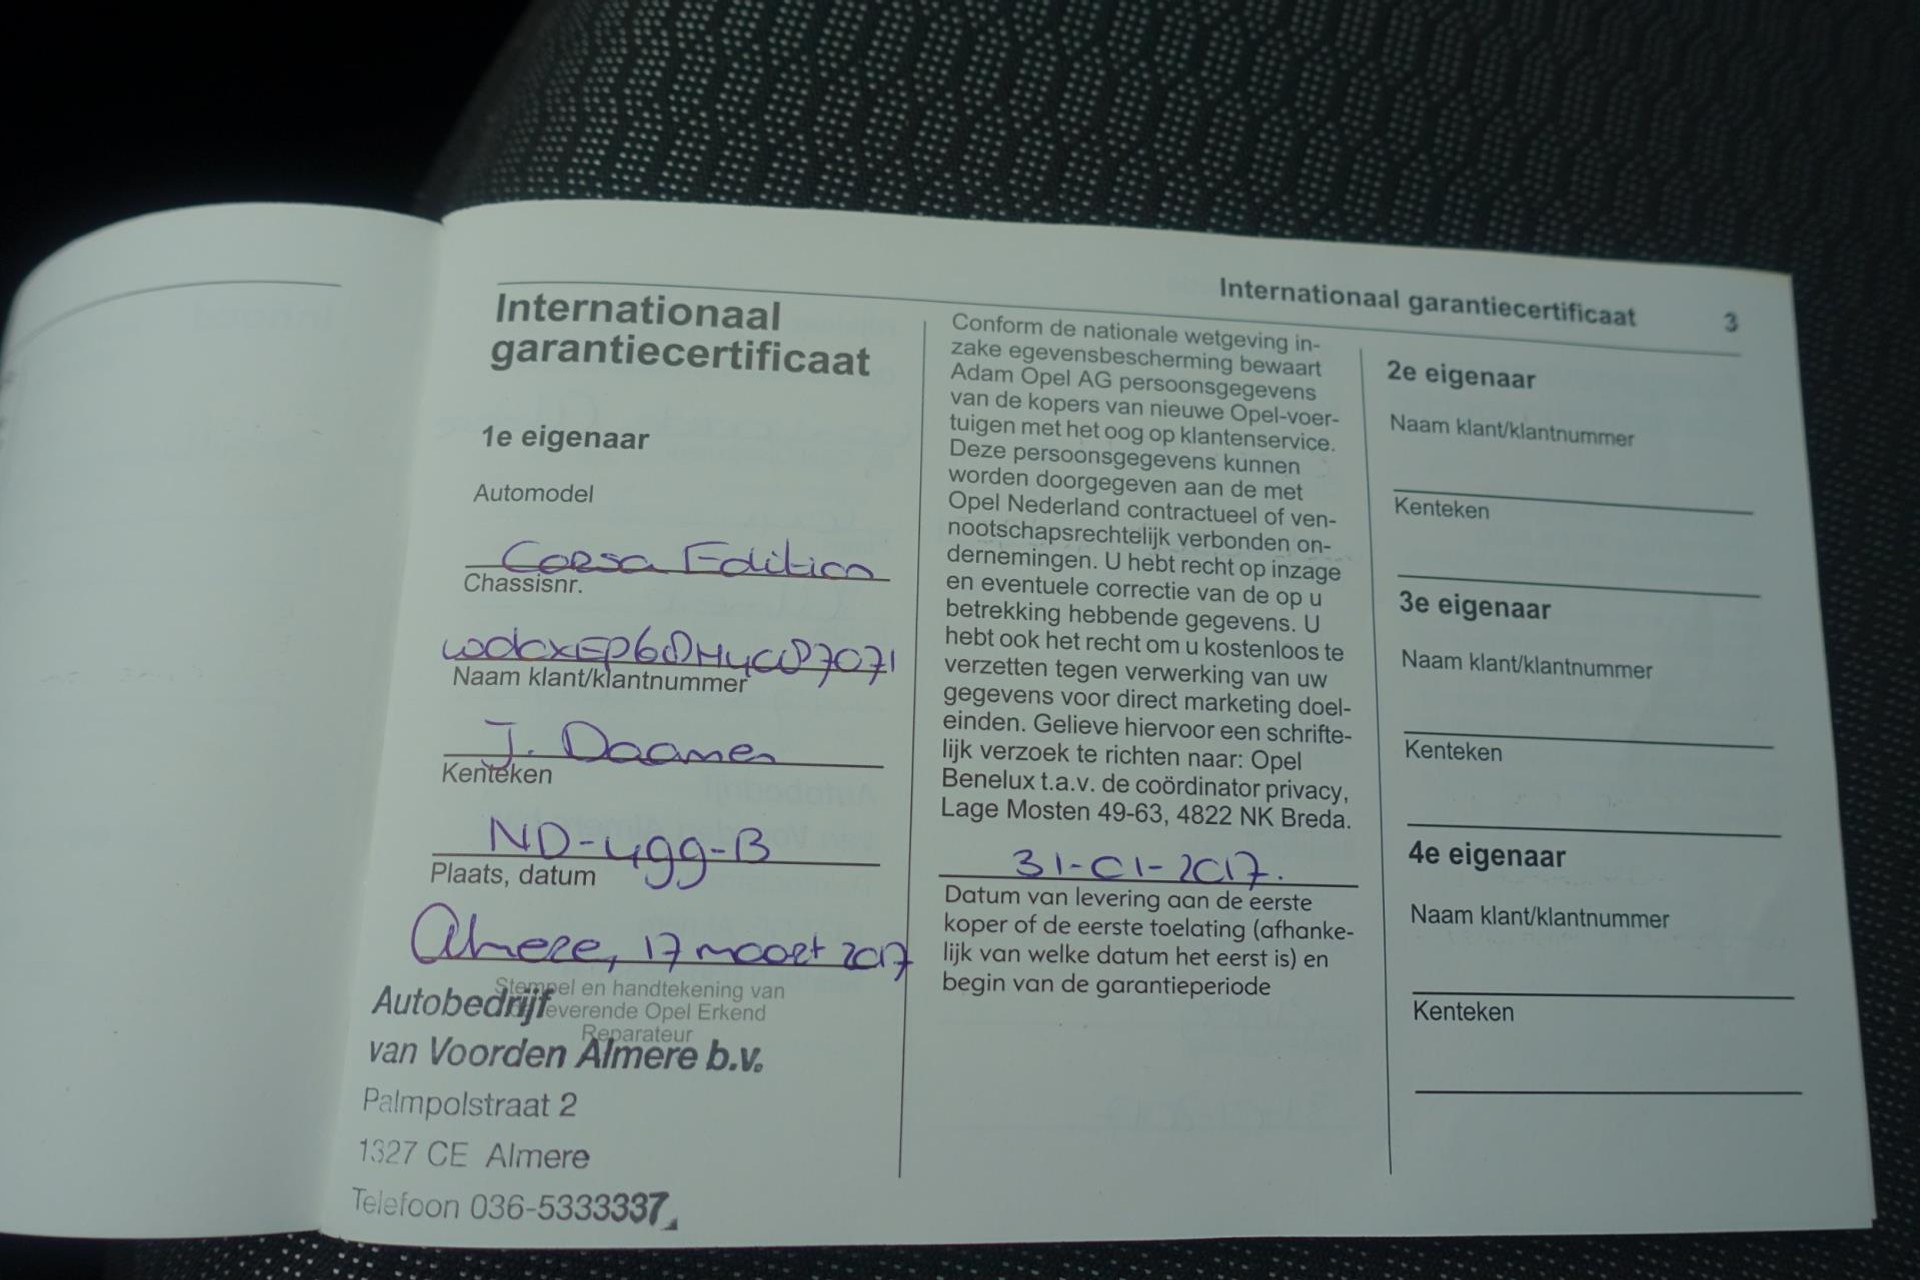 Internationaal garantiecertificaat 3
Internationaal
garantiecertificaat
1e eigenaar
Automodel
Corsa Edition
Chassisnr.
Naam klant/klantnummer
J. Daamen
Kenteken
ND-499-B
Plaats, datum
Almere, 17 maart 2017
Stempel en handtekening van
leverende Opel Erkend
Reparateur
Autobedrijf
van Voorden Almere b.v.
Palmpolstraat 2
1327 CE Almere
Telefoon 036-5333337
Conform de nationale wetgeving in-
zake egevensbescherming bewaart
Adam Opel AG persoonsgegevens
van de kopers van nieuwe Opel-voer-
tuigen met het oog op klantenservice.
Deze persoonsgegevens kunnen
worden doorgegeven aan de met
Opel Nederland contractueel of ven-
nootschapsrechtelijk verbonden on-
dernemingen. U hebt recht op inzage
en eventuele correctie van de op u
betrekking hebbende gegevens. U
hebt ook het recht om u kostenloos te
verzetten tegen verwerking van uw
gegevens voor direct marketing doel-
einden. Gelieve hiervoor een schrifte-
lijk verzoek te richten naar: Opel
Benelux t.a.v. de coördinator privacy,
Lage Mosten 49-63, 4822 NK Breda.
31-01-2017.
Datum van levering aan de eerste
koper of de eerste toelating (afhanke-
lijk van welke datum het eerst is) en
begin van de garantieperiode
2e eigenaar
Naam klant/klantnummer
Kenteken
3e eigenaar
Naam klant/klantnummer
Kenteken
4e eigenaar
Naam klant/klantnummer
Kenteken